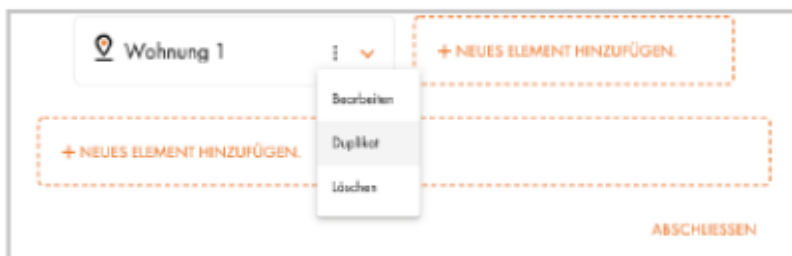 Wohnung 1
+ NEUES ELEMENT HINZUFÜGEN.
Bearbeiten
Duplikat
Löschen
+ NEUES ELEMENT HINZUFÜGEN.
ABSCHLIESSEN